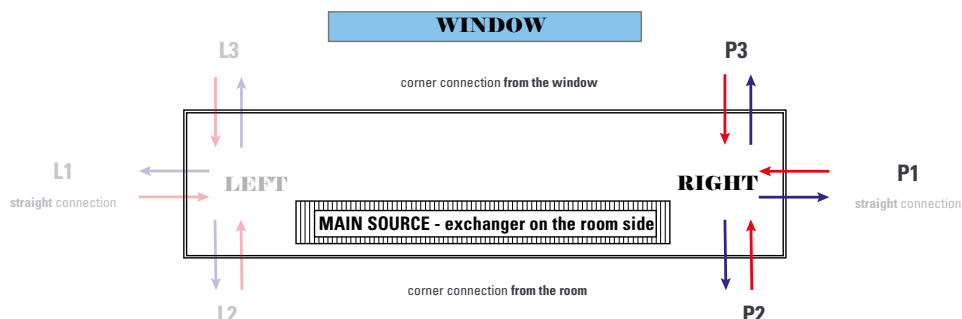 WINDOW
L3
P3
corner connection from the window
L1
LEFT
RIGHT
P1
straight connection
straight connection
MAIN SOURCE - exchanger on the room side
corner connection from the room
L2
P2